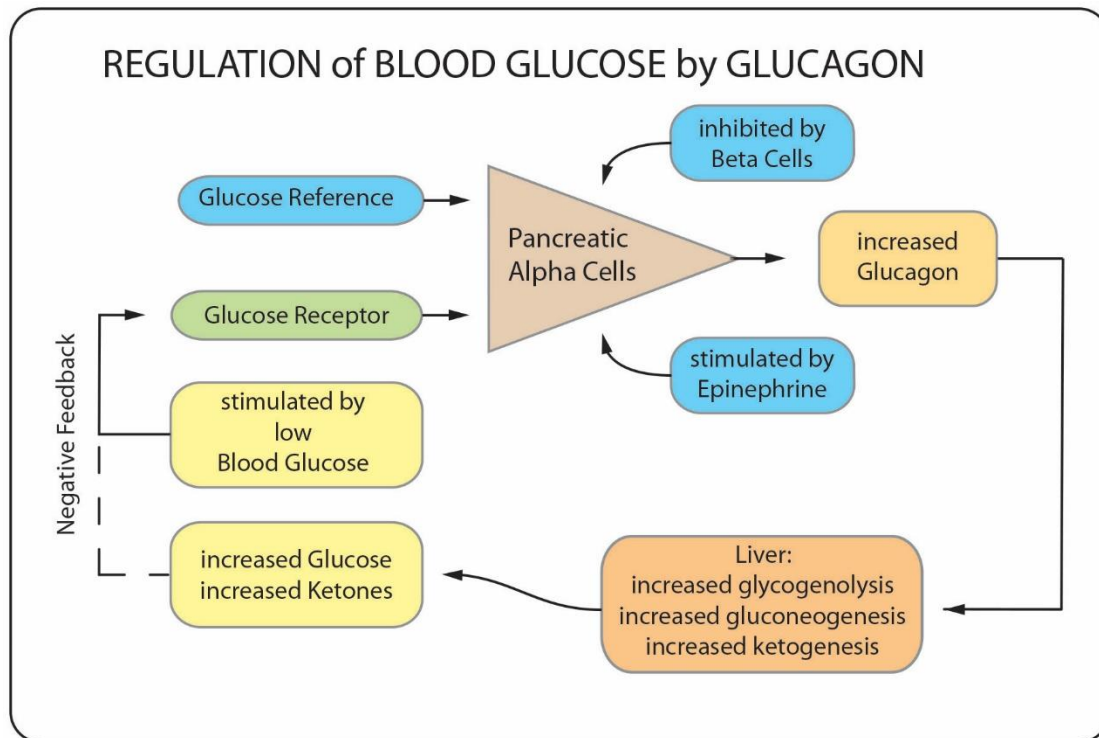 REGULATION of BLOOD GLUCOSE by GLUCAGON
inhibited by
Beta Cells
Glucose Reference
Pancreatic
Alpha Cells
increased
Glucagon
Glucose Receptor
stimulated by
Epinephrine
Negative Feedback
stimulated by
low
Blood Glucose
increased Glucose
increased Ketones
Liver:
increased glycogenolysis
increased gluconeogenesis
increased ketogenesis